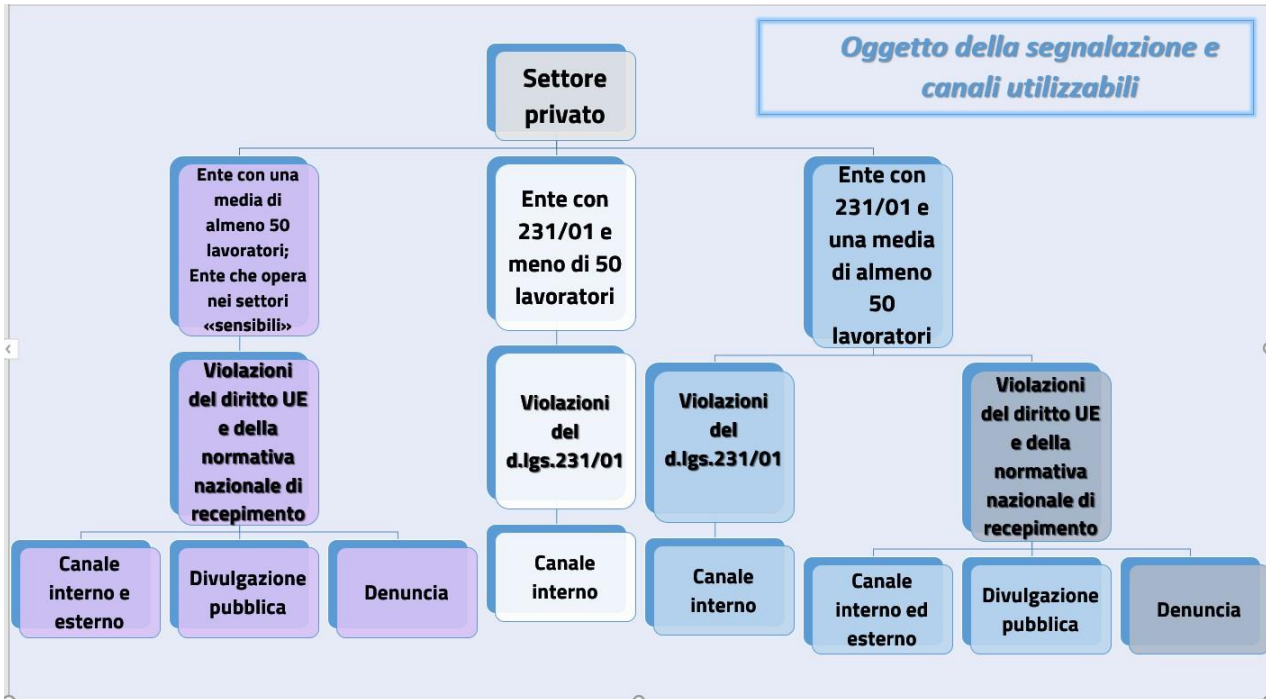 Oggetto della segnalazione e
canali utilizzabili
Settore
privato
Ente con una
media di
almeno 50
lavoratori;
Ente che opera
nei settori
«sensibili»
Ente con
231/01 e
meno di 50
lavoratori
Ente con
231/01 e
una media
di almeno
50
lavoratori
Violazioni
del diritto UE
e della
normativa
nazionale di
recepimento
Violazioni
del
d.lgs.231/01
Violazioni
del
d.lgs.231/01
Violazioni
del diritto UE
e della
normativa
nazionale di
recepimento
Canale
interno e
esterno
Divulgazione
pubblica
Denuncia
Canale
interno
Canale
interno
Canale
interno ed
esterno
Divulgazione
pubblica
Denuncia